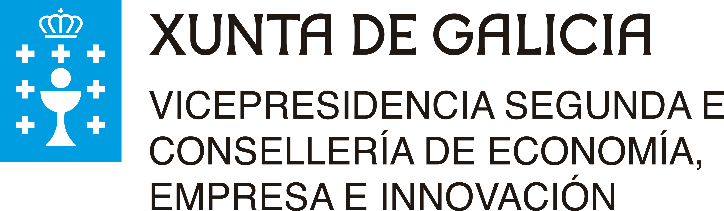 XUNTA DE GALICIA
VICEPRESIDENCIA SEGUNDA E
CONSELLERÍA DE ECONOMÍA,
EMPRESA E INNOVACIÓN